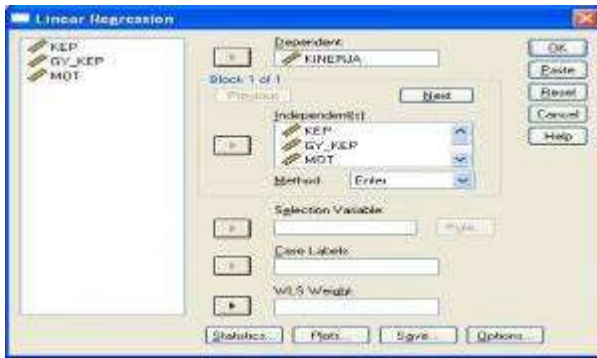 Linear Regression
KEP
GY_KEP
MOT
Dependent:
KINERJA
Block 1 of 1
Previous
Next
Independent(s):
KEP
GY_KEP
MOT
Method:
Enter
Selection Variable:
Rule...
Case Labels:
WLS Weight:
Statistics...
Plots...
Save...
Options...
OK
Paste
Reset
Cancel
Help